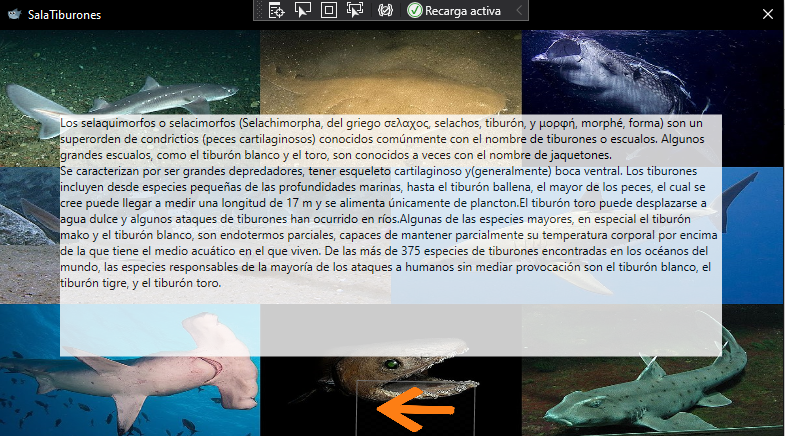 SalaTiburones
Recarga activa
Los selaquimorfos o selacimorfos (Selachimorpha, del griego σελαχος, selachos, tiburón, y μορφή, morphé, forma) son un
superorden de condrictios (peces cartilaginosos) conocidos comúnmente con el nombre de tiburones o escualos. Algunos
grandes escualos, como el tiburón blanco y el toro, son conocidos a veces con el nombre de jaquetones.
Se caracterizan por ser grandes depredadores, tener esqueleto cartilaginoso y(generalmente) boca ventral. Los tiburones
incluyen desde especies pequeñas de las profundidades marinas, hasta el tiburón ballena, el mayor de los peces, el cual se
cree puede llegar a medir una longitud de 17 m y se alimenta únicamente de plancton.El tiburón toro puede desplazarse a
agua dulce y algunos ataques de tiburones han ocurrido en ríos.Algunas de las especies mayores, en especial el tiburón
mako y el tiburón blanco, son endotermos parciales, capaces de mantener parcialmente su temperatura corporal por encima
de la que tiene el medio acuático en el que viven. De las más de 375 especies de tiburones encontradas en los océanos del
mundo, las especies responsables de la mayoría de los ataques a humanos sin mediar provocación son el tiburón blanco, el
tiburón tigre, y el tiburón toro.